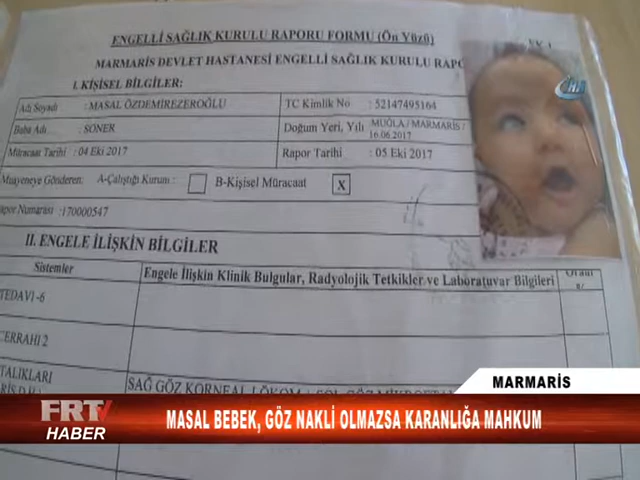 ENGELLİ SAĞLIK KURULU RAPORU FORMU (Ön Yüzü)
MARMARİS DEVLET HASTANESİ ENGELLİ SAĞLIK KURULU RAPO
I. KİŞİSEL BİLGİLER:
Adı Soyadı : MASAL ÖZDEMİREZEROĞLU TC Kimlik No : 52147495164
Baba Adı : SONER Doğum Yeri, Yılı MUĞLA / MARMARİS /
16.06.2017
Müracaat Tarihi : 04 Eki 2017 Rapor Tarihi : 05 Eki 2017
Muayeneye Gönderen: A-Çalıştığı Kurum : B-Kişisel Müracaat X
apor Numarası :170000547
II. ENGELE İLİŞKİN BİLGİLER
Sistemler Engele İlişkin Klinik Bulgular, Radyolojik Tetkikler ve Laboratuvar Bilgileri
TEDAVI -6
CERRAHI 2
TALIKLARI
SAĞ GÖZ KORNEAL LÖKOM
MARMARİS
FRT
HABER
MASAL BEBEK, GÖZ NAKLİ OLMAZSA KARANLIĞA MAHKUM